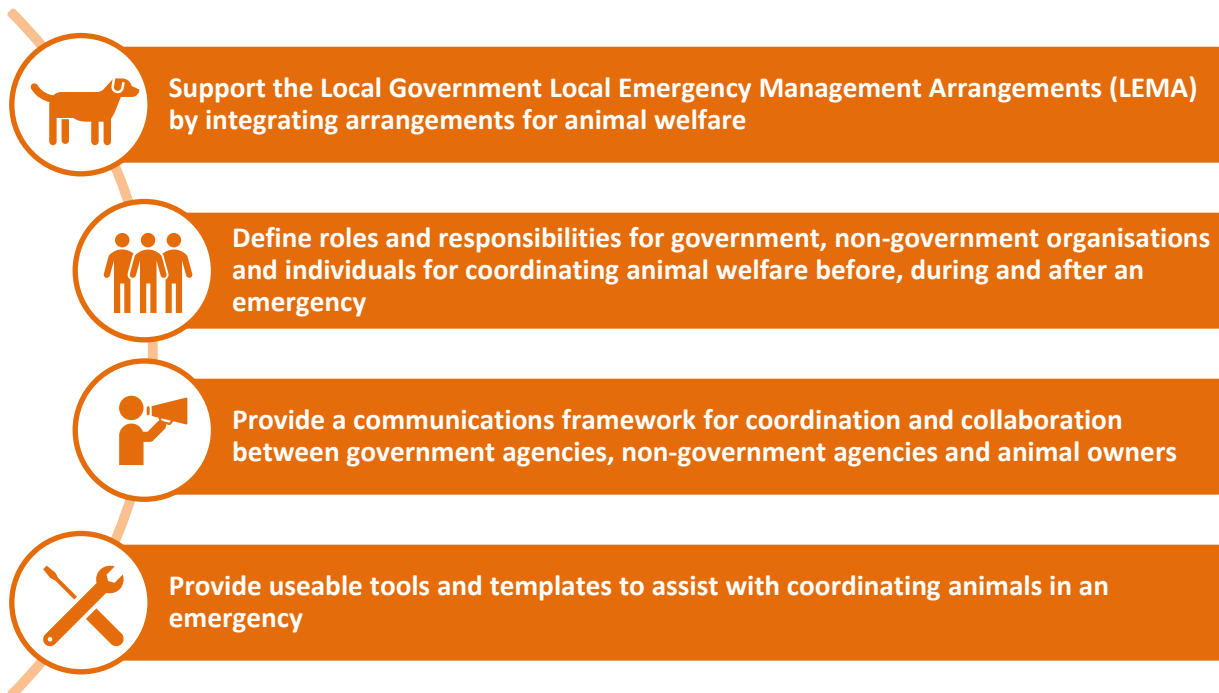 Support the Local Government Local Emergency Management Arrangements (LEMA)
by integrating arrangements for animal welfare
Define roles and responsibilities for government, non-government organisations
and individuals for coordinating animal welfare before, during and after an
emergency
Provide a communications framework for coordination and collaboration
between government agencies, non-government agencies and animal owners
Provide useable tools and templates to assist with coordinating animals in an
emergency